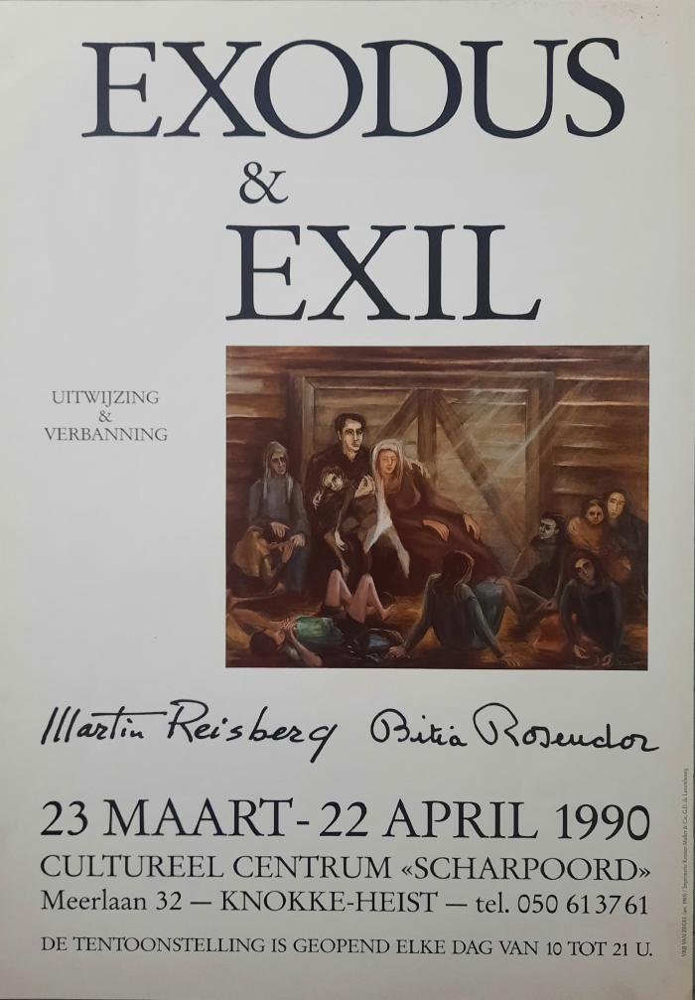 EXODUS
&
EXIL
UITWIJZING
&
VERBANNING
Martin Reisberg Bitia Rosendor
23 MAART - 22 APRIL 1990
CULTUREEL CENTRUM «SCHARPOORD»
Meerlaan 32 — KNOKKE-HEIST — tel. 050 613761
DE TENTOONSTELLING IS GEOPEND ELKE DAG VAN 10 TOT 21 U.